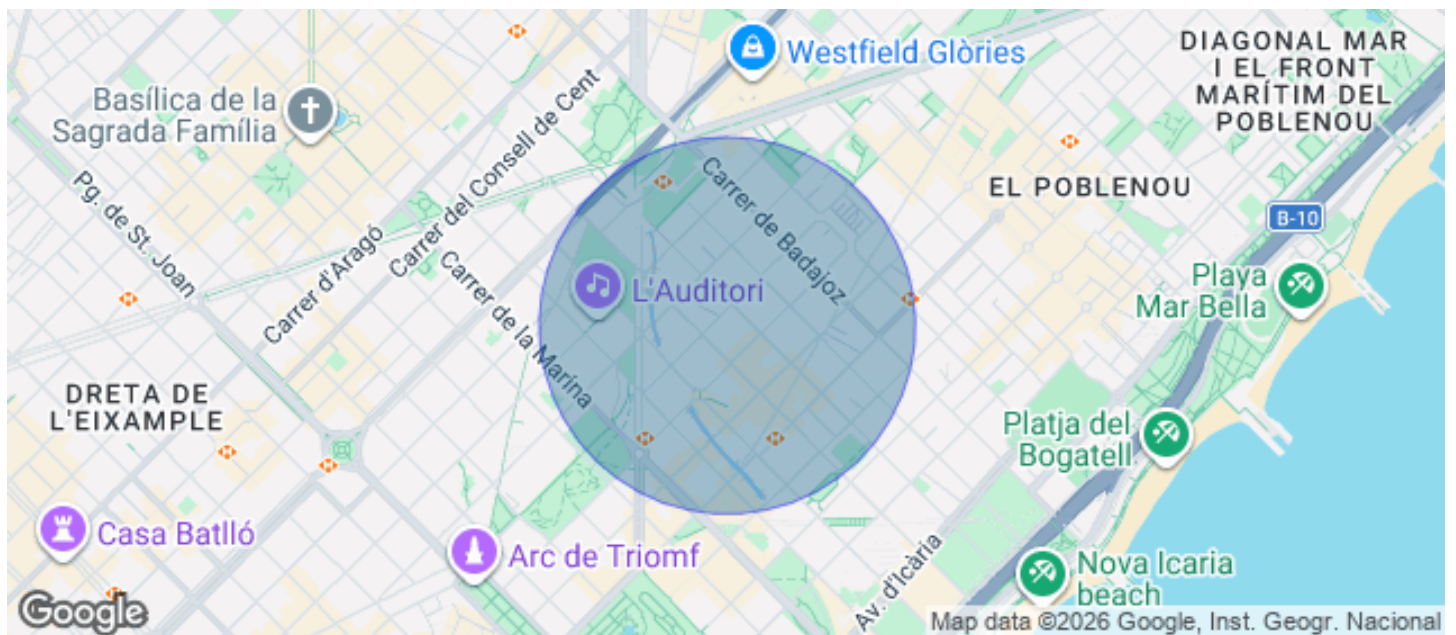 Westfield Glòries
DIAGONAL MAR
I EL FRONT
MARÍTIM DEL
POBLENOU
Basílica de la
Sagrada Família
Carrer del Consell de Cent
Carrer de Badajoz
EL POBLENOU
B-10
Pg. de St. Joan
Carrer d'Aragó
Carrer de la Marina
L'Auditori
Playa
Mar Bella
DRETA DE
L'EIXAMPLE
Platja del
Bogatell
Casa Batlló
Arc de Triomf
Av. d'Icària
Nova Icaria
beach
Google
Map data ©2026 Google, Inst. Geogr. Nacional